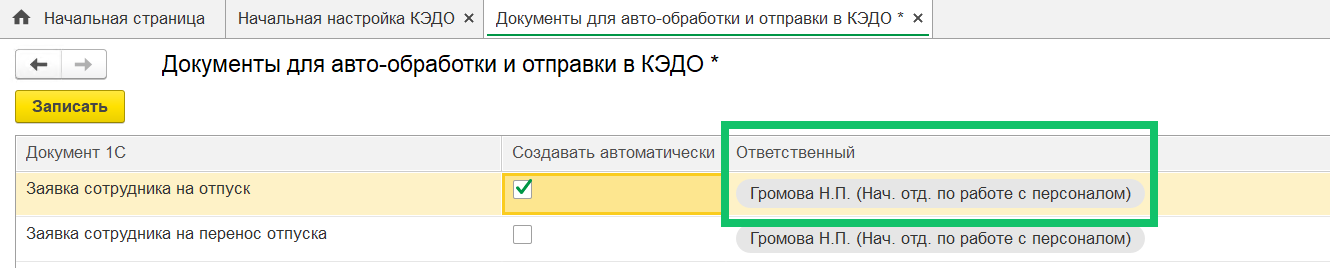 Начальная страница Начальная настройка КЭДО × Документы для авто-обработки и отправки в КЭДО * ×
Документы для авто-обработки и отправки в КЭДО *
Записать
Документ 1С Создавать автоматически Ответственный
Заявка сотрудника на отпуск Громова Н.П. (Нач. отд. по работе с персоналом)
Заявка сотрудника на перенос отпуска Громова Н.П. (Нач. отд. по работе с персоналом)